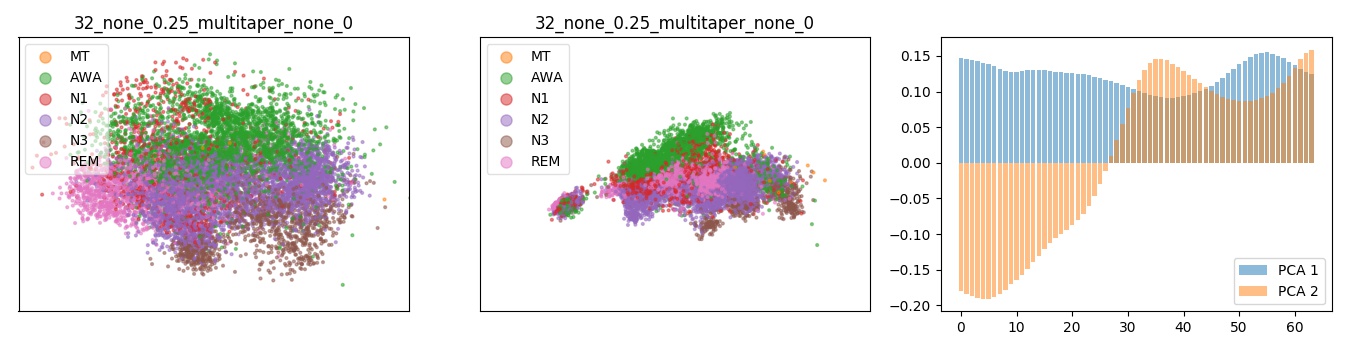 32_none_0.25_multitaper_none_0
MT
AWA
N1
N2
N3
REM
32_none_0.25_multitaper_none_0
MT
AWA
N1
N2
N3
REM
0.15
0.10
0.05
0.00
−0.05
−0.10
−0.15
−0.20
0 10 20 30 40 50 60
PCA 1
PCA 2